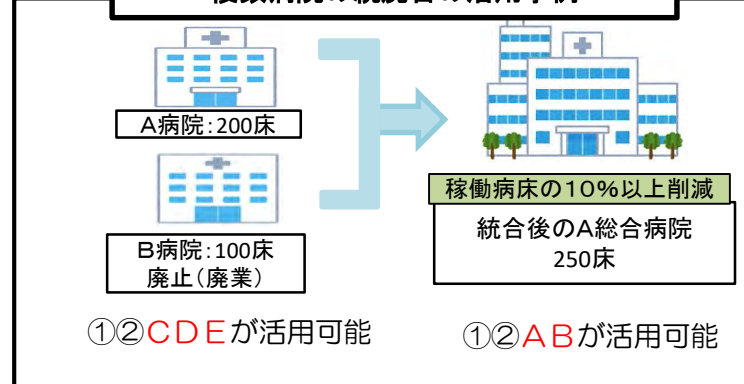 A病院：200床
B病院：100床
廃止（廃業）
①②CDEが活用可能
稼働病床の10％以上削減
統合後のA総合病院
250床
①②ABが活用可能